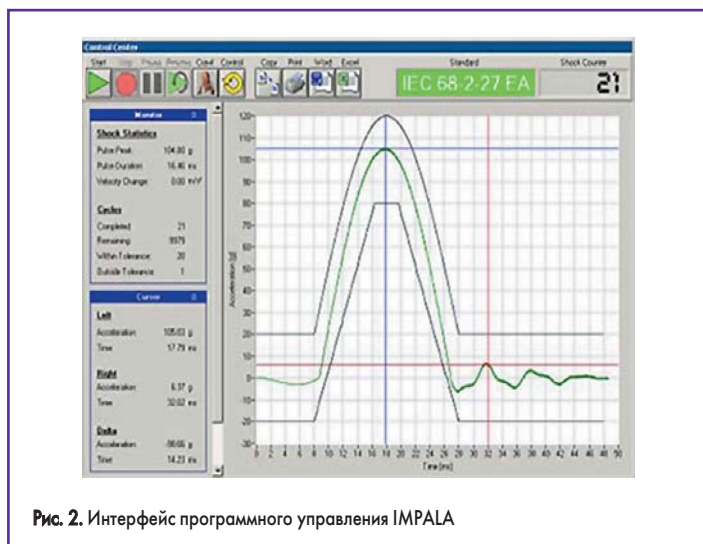 Control Center
Start Stop Pause Resume Control
Copy Print Word Excel
Standard
Shock Counter
IEC 68-2-27 EA
21
Monitor
Shock Statistics
Pulse Peak: 104.80 g
Pulse Duration: 16.46 ms
Velocity Change: 0.00 m/s²
Cycles
Completed: 21
Remaining: 9979
Within Tolerance: 20
Outside Tolerance: 1
Cursor
Left
Acceleration: 105.03 g
Time: 17.79 ms
Right
Acceleration: 6.37 g
Time: 32.02 ms
Delta
Acceleration: -98.66 g
Time: 14.23 ms
Acceleration [g]
120
110
100
90
80
70
60
50
40
30
20
10
0
-10
-20
-30
0 2 4 6 8 10 12 14 16 18 20 22 24 26 28 30 32 34 36 38 40 42 44 46 48 50
Time [ms]
Рис. 2. Интерфейс программного управления IMPALA